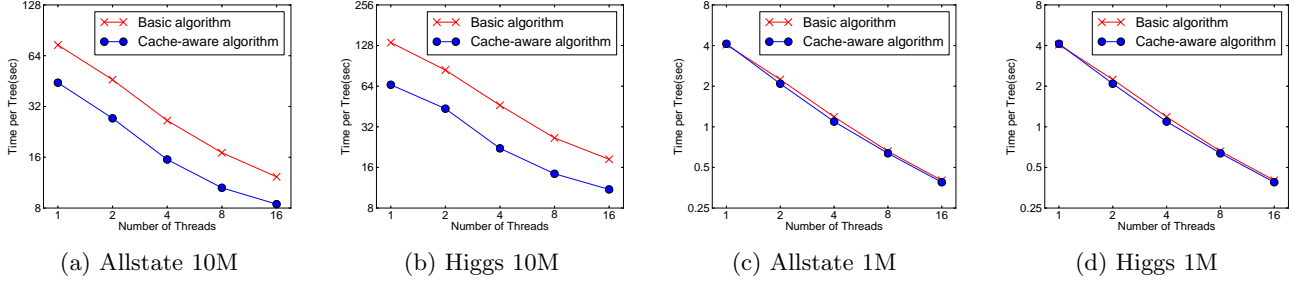 128
64
32
16
8
Time per Tree(sec)
Basic algorithm
Cache-aware algorithm
1 2 4 8 16
Number of Threads
(a) Allstate 10M
256
128
64
32
16
8
Time per Tree(sec)
Basic algorithm
Cache-aware algorithm
1 2 4 8 16
Number of Threads
(b) Higgs 10M
8
4
2
1
0.5
0.25
Time per Tree(sec)
Basic algorithm
Cache-aware algorithm
1 2 4 8 16
Number of Threads
(c) Allstate 1M
8
4
2
1
0.5
0.25
Time per Tree(sec)
Basic algorithm
Cache-aware algorithm
1 2 4 8 16
Number of Threads
(d) Higgs 1M